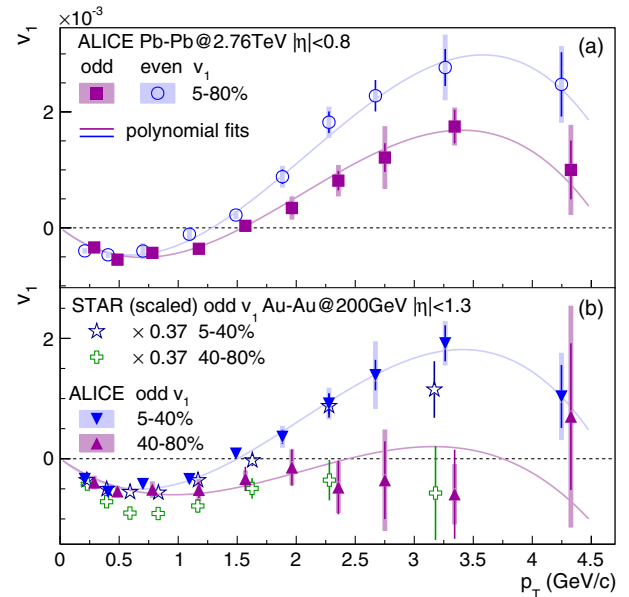 ×10⁻³
v₁
ALICE Pb-Pb@2.76TeV |η|<0.8
(a)
odd even v₁
5-80%
polynomial fits
2
0
v₁
STAR (scaled) odd v₁ Au-Au@200GeV |η|<1.3
(b)
× 0.37 5-40%
× 0.37 40-80%
2
ALICE odd v₁
5-40%
40-80%
0
0 0.5 1 1.5 2 2.5 3 3.5 4 4.5
p_T (GeV/c)